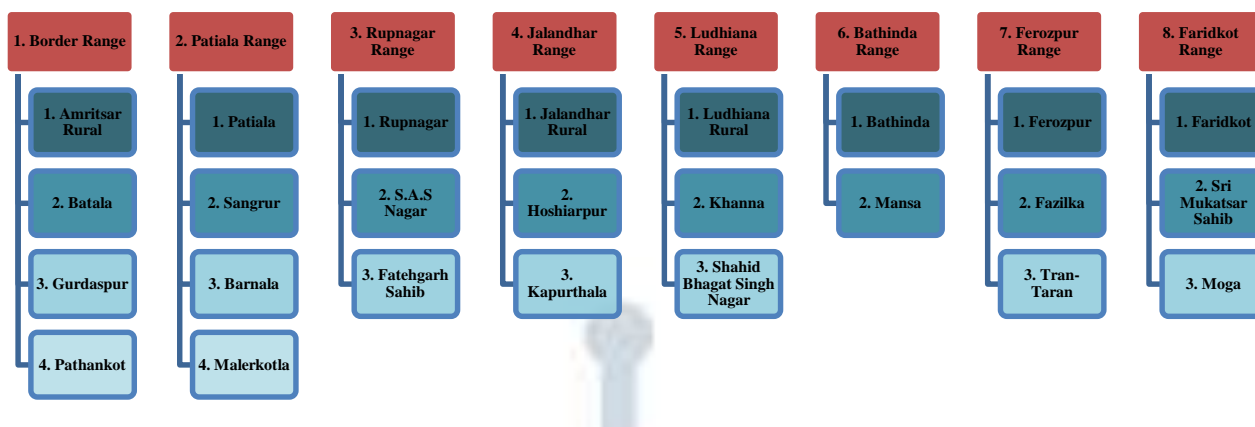 1. Border Range
1. Amritsar
Rural
2. Batala
3. Gurdaspur
4. Pathankot
2. Patiala Range
1. Patiala
2. Sangrur
3. Barnala
4. Malerkotla
3. Rupnagar
Range
1. Rupnagar
2. S.A.S
Nagar
3. Fatehgarh
Sahib
4. Jalandhar
Range
1. Jalandhar
Rural
2.
Hoshiarpur
3.
Kapurthala
5. Ludhiana
Range
1. Ludhiana
Rural
2. Khanna
3. Shahid
Bhagat Singh
Nagar
6. Bathinda
Range
1. Bathinda
2. Mansa
7. Ferozpur
Range
1. Ferozpur
2. Fazilka
3. Tran-
Taran
8. Faridkot
Range
1. Faridkot
2. Sri
Mukatsar
Sahib
3. Moga